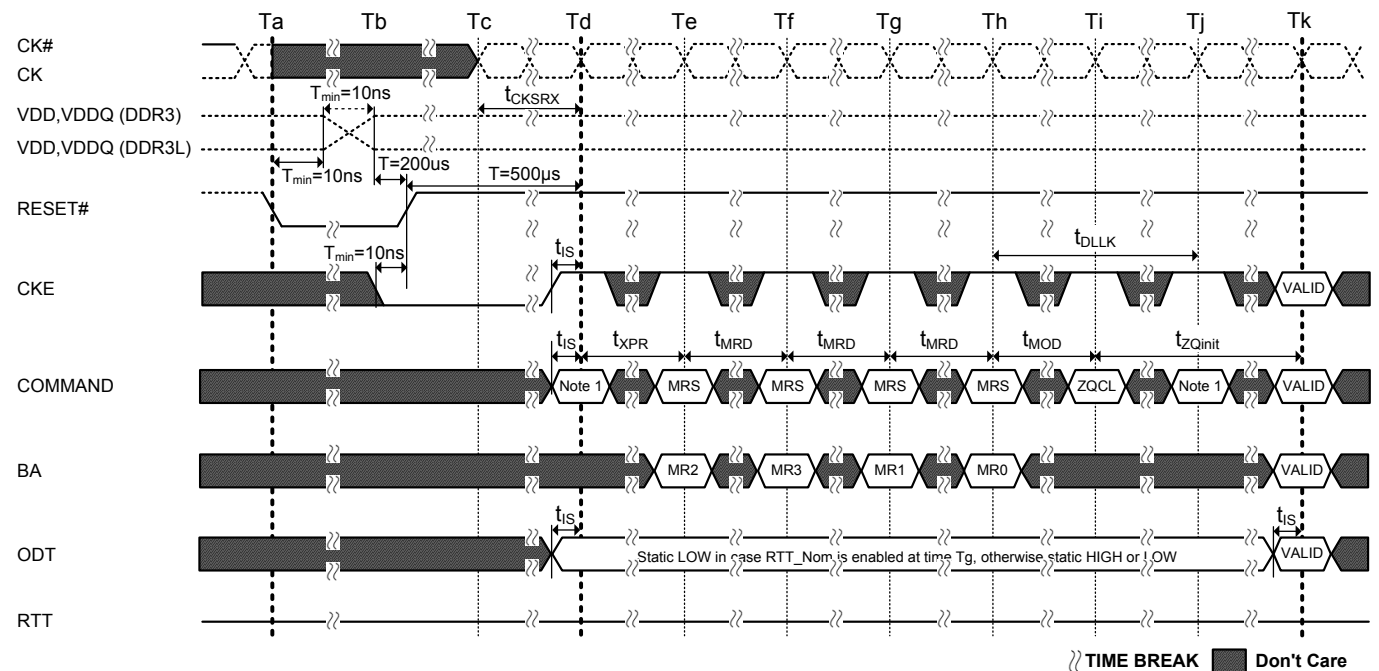 Ta Tb Tc Td Te Tf Tg Th Ti Tj Tk
CK#
CK
Tmin=10ns
tCKSRX
VDD,VDDQ (DDR3)
VDD,VDDQ (DDR3L)
Tmin=10ns
T=200us
T=500µs
RESET#
Tmin=10ns
tIS
tDLLK
CKE
VALID
tIS tXPR tMRD tMRD tMRD tMOD tZQinit
COMMAND
Note 1 MRS MRS MRS MRS ZQCL Note 1 VALID
BA
MR2 MR3 MR1 MR0 VALID
tIS tIS
ODT
Static LOW in case RTT_Nom is enabled at time Tg, otherwise static HIGH or LOW
VALID
RTT
TIME BREAK Don't Care